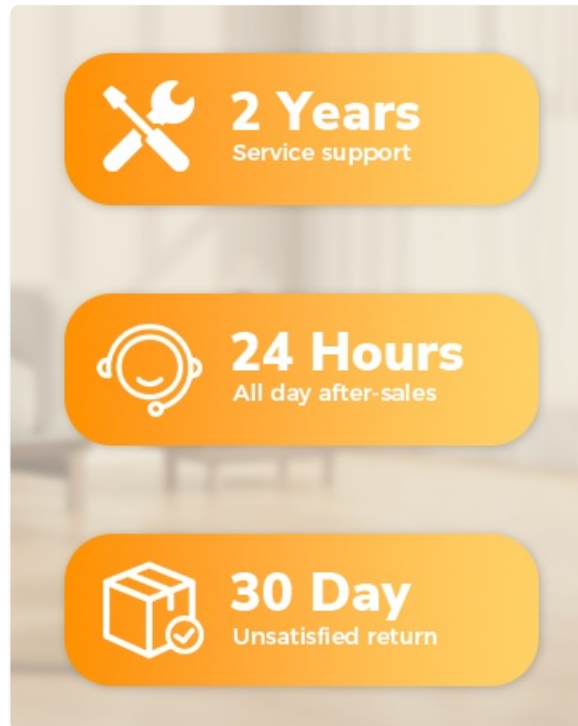 2 Years
Service support
24 Hours
All day after-sales
30 Day
Unsatisfied return